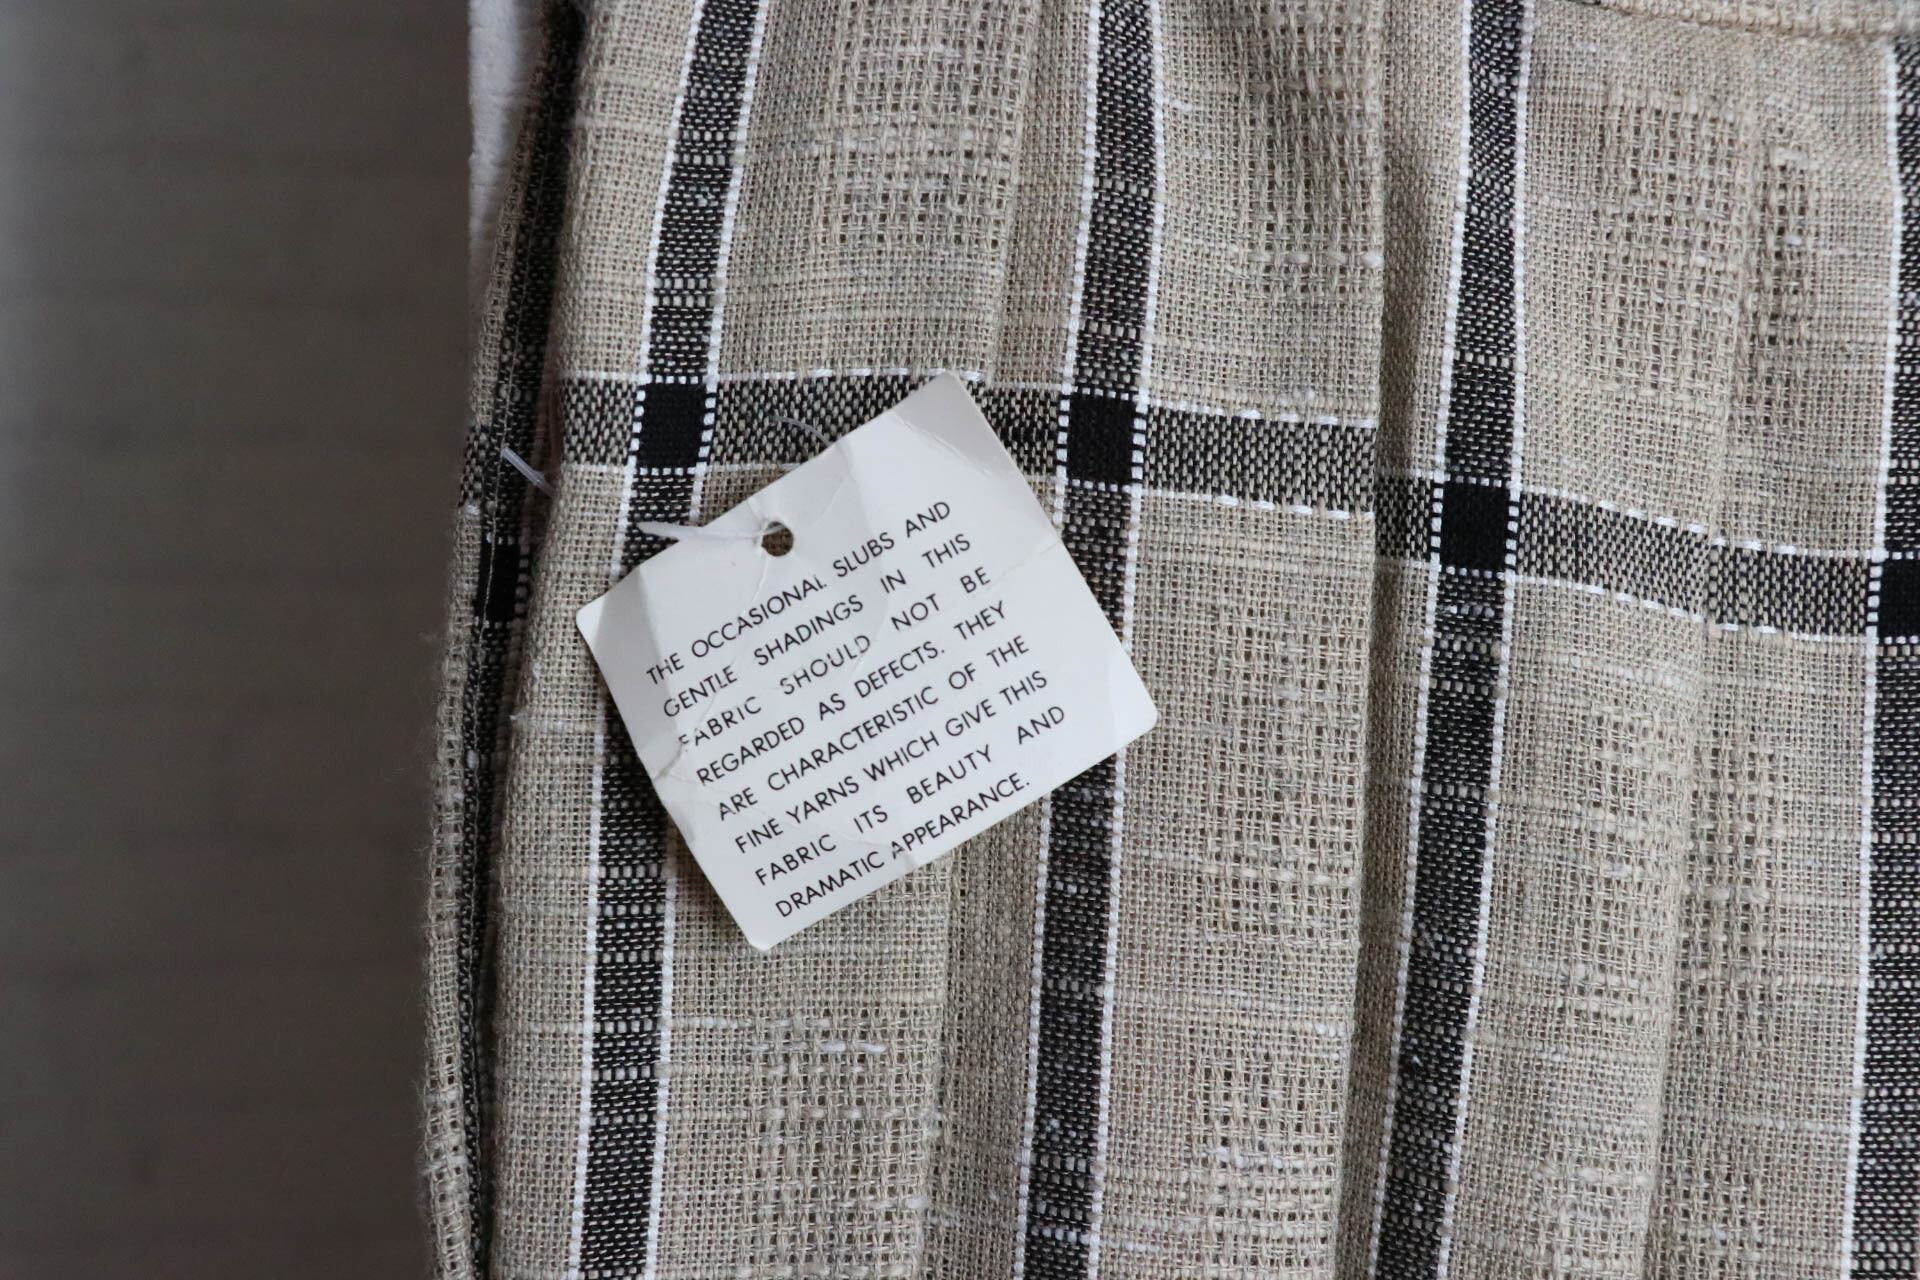 THE OCCASIONAL SLUBS AND
GENTLE SHADINGS IN THIS
FABRIC SHOULD NOT BE
REGARDED AS DEFECTS. THEY
ARE CHARACTERISTIC OF THE
FINE YARNS WHICH GIVE THIS
FABRIC ITS BEAUTY AND
DRAMATIC APPEARANCE.